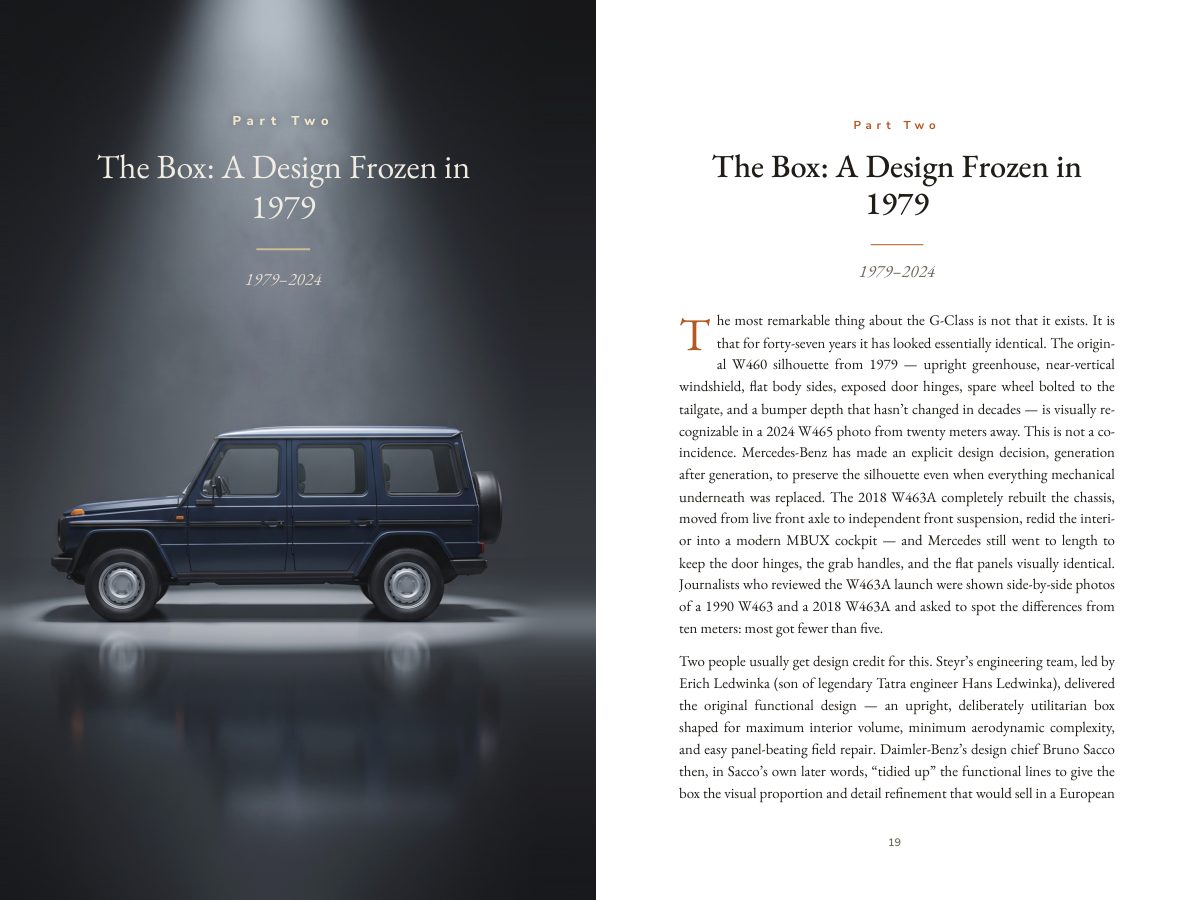 Part Two
The Box: A Design Frozen in
1979
1979–2024
Part Two
The Box: A Design Frozen in
1979
1979–2024
The most remarkable thing about the G-Class is not that it exists. It is
that for forty-seven years it has looked essentially identical. The origin-
al W460 silhouette from 1979 — upright greenhouse, near-vertical
windshield, flat body sides, exposed door hinges, spare wheel bolted to the
tailgate, and a bumper depth that hasn’t changed in decades — is visually re-
cognizable in a 2024 W465 photo from twenty meters away. This is not a co-
incidence. Mercedes-Benz has made an explicit design decision, generation
after generation, to preserve the silhouette even when everything mechanical
underneath was replaced. The 2018 W463A completely rebuilt the chassis,
moved from live front axle to independent front suspension, redid the interi-
or into a modern MBUX cockpit — and Mercedes still went to length to
keep the door hinges, the grab handles, and the flat panels visually identical.
Journalists who reviewed the W463A launch were shown side-by-side photos
of a 1990 W463 and a 2018 W463A and asked to spot the differences from
ten meters: most got fewer than five.
Two people usually get design credit for this. Steyr’s engineering team, led by
Erich Ledwinka (son of legendary Tatra engineer Hans Ledwinka), delivered
the original functional design — an upright, deliberately utilitarian box
shaped for maximum interior volume, minimum aerodynamic complexity,
and easy panel-beating field repair. Daimler-Benz’s design chief Bruno Sacco
then, in Sacco’s own later words, “tidied up” the functional lines to give the
box the visual proportion and detail refinement that would sell in a European
19